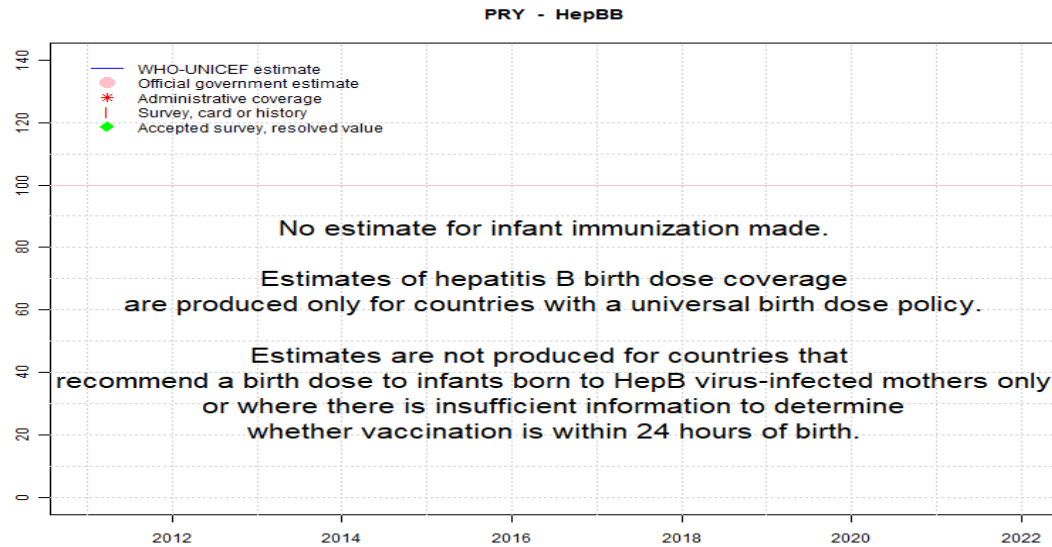 PRY - HepBB
140
120
100
80
60
40
20
0
WHO-UNICEF estimate
Official government estimate
Administrative coverage
Survey, card or history
Accepted survey, resolved value
No estimate for infant immunization made.
Estimates of hepatitis B birth dose coverage
are produced only for countries with a universal birth dose policy.
Estimates are not produced for countries that
recommend a birth dose to infants born to HepB virus-infected mothers only
or where there is insufficient information to determine
whether vaccination is within 24 hours of birth.
2012 2014 2016 2018 2020 2022